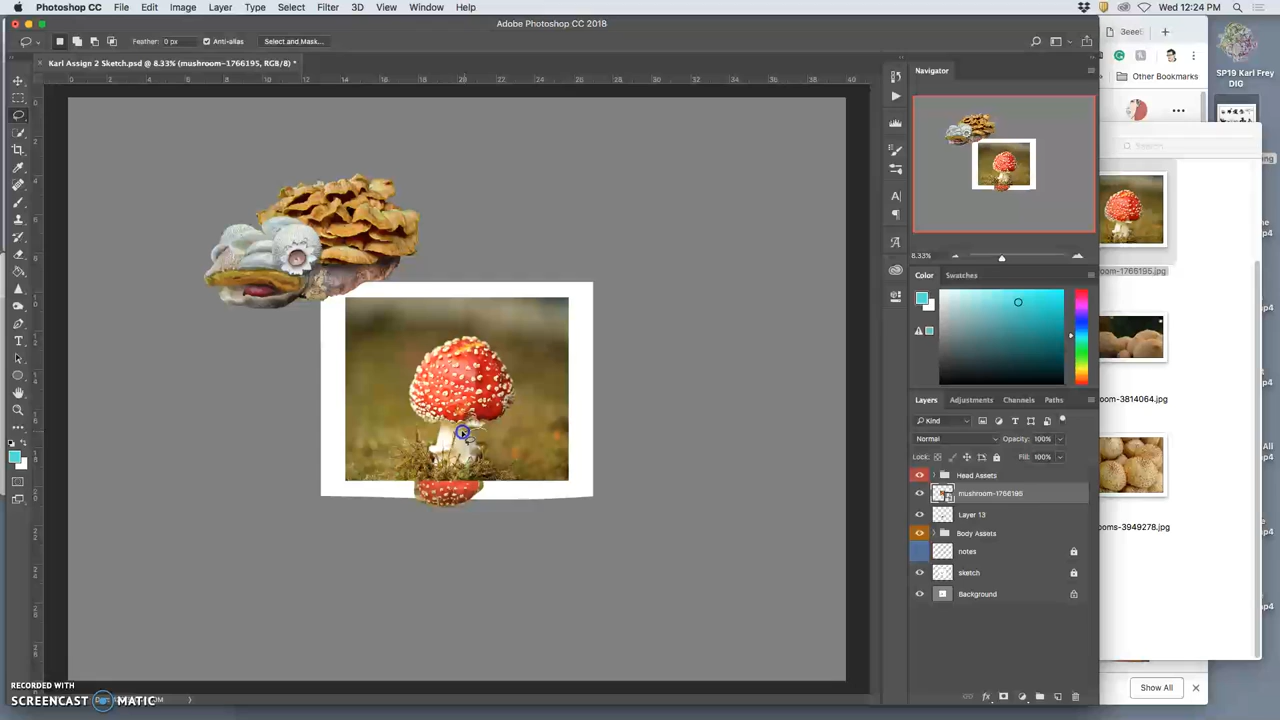 Photoshop CC File Edit Image Layer Type Select Filter 3D View Window Help Wed 12:24 PM
Adobe Photoshop CC 2018
Feather: 0 px Anti-alias Select and Mask...
Karl Assign 2 Sketch.psd @ 8.33% (mushroom-1766195, RGB/8) *
Navigator
8.33%
Color Swatches
Layers Adjustments Channels Paths
Kind
Normal Opacity: 100%
Lock: Fill: 100%
Head Assets
mushroom-1766195
Layer 13
Body Assets
notes
sketch
Background
3eee
Other Bookmarks
SP19 Karl Frey
DIG
Search
oom-1766195.jpg
oom-3814064.jpg
ooms-3949278.jpg
Show All
RECORDED WITH
SCREENCAST MATIC